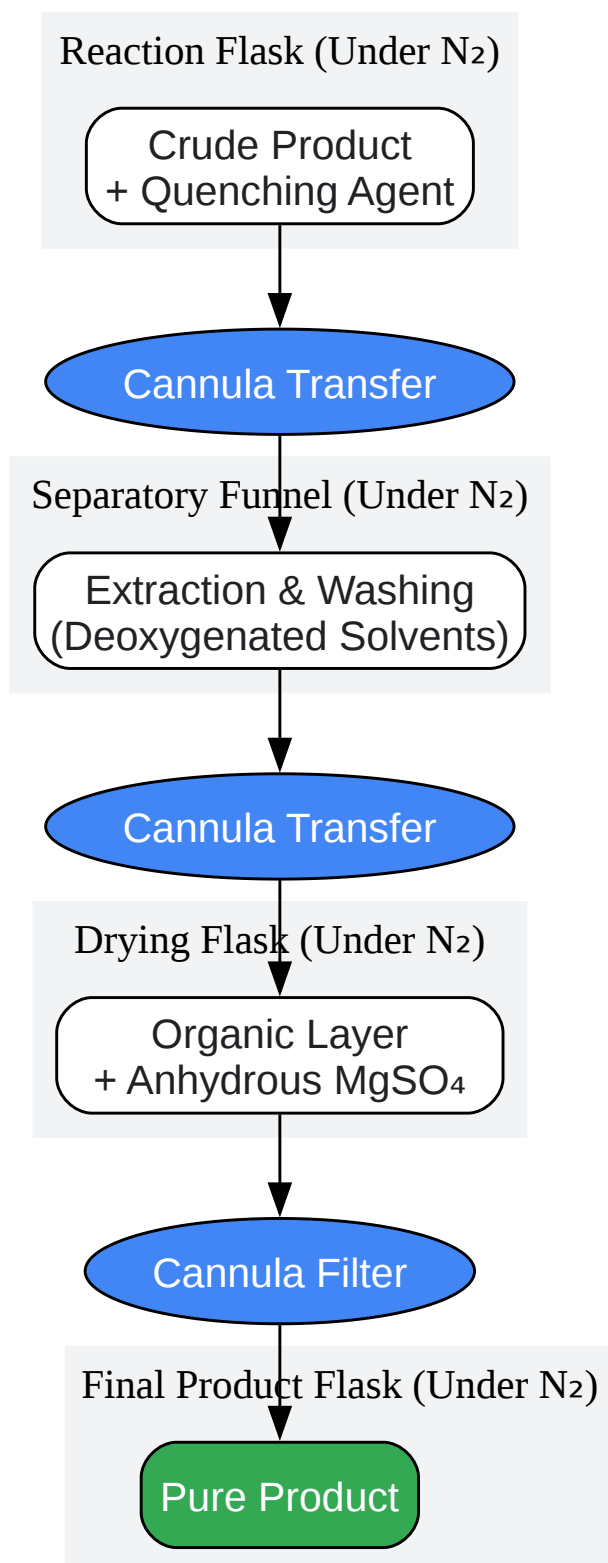 Reaction Flask (Under N₂)
Crude Product
+ Quenching Agent
Cannula Transfer
Separatory Funnel (Under N₂)
Extraction & Washing
(Deoxygenated Solvents)
Cannula Transfer
Drying Flask (Under N₂)
Organic Layer
+ Anhydrous MgSO₄
Cannula Filter
Final Product Flask (Under N₂)
Pure Product